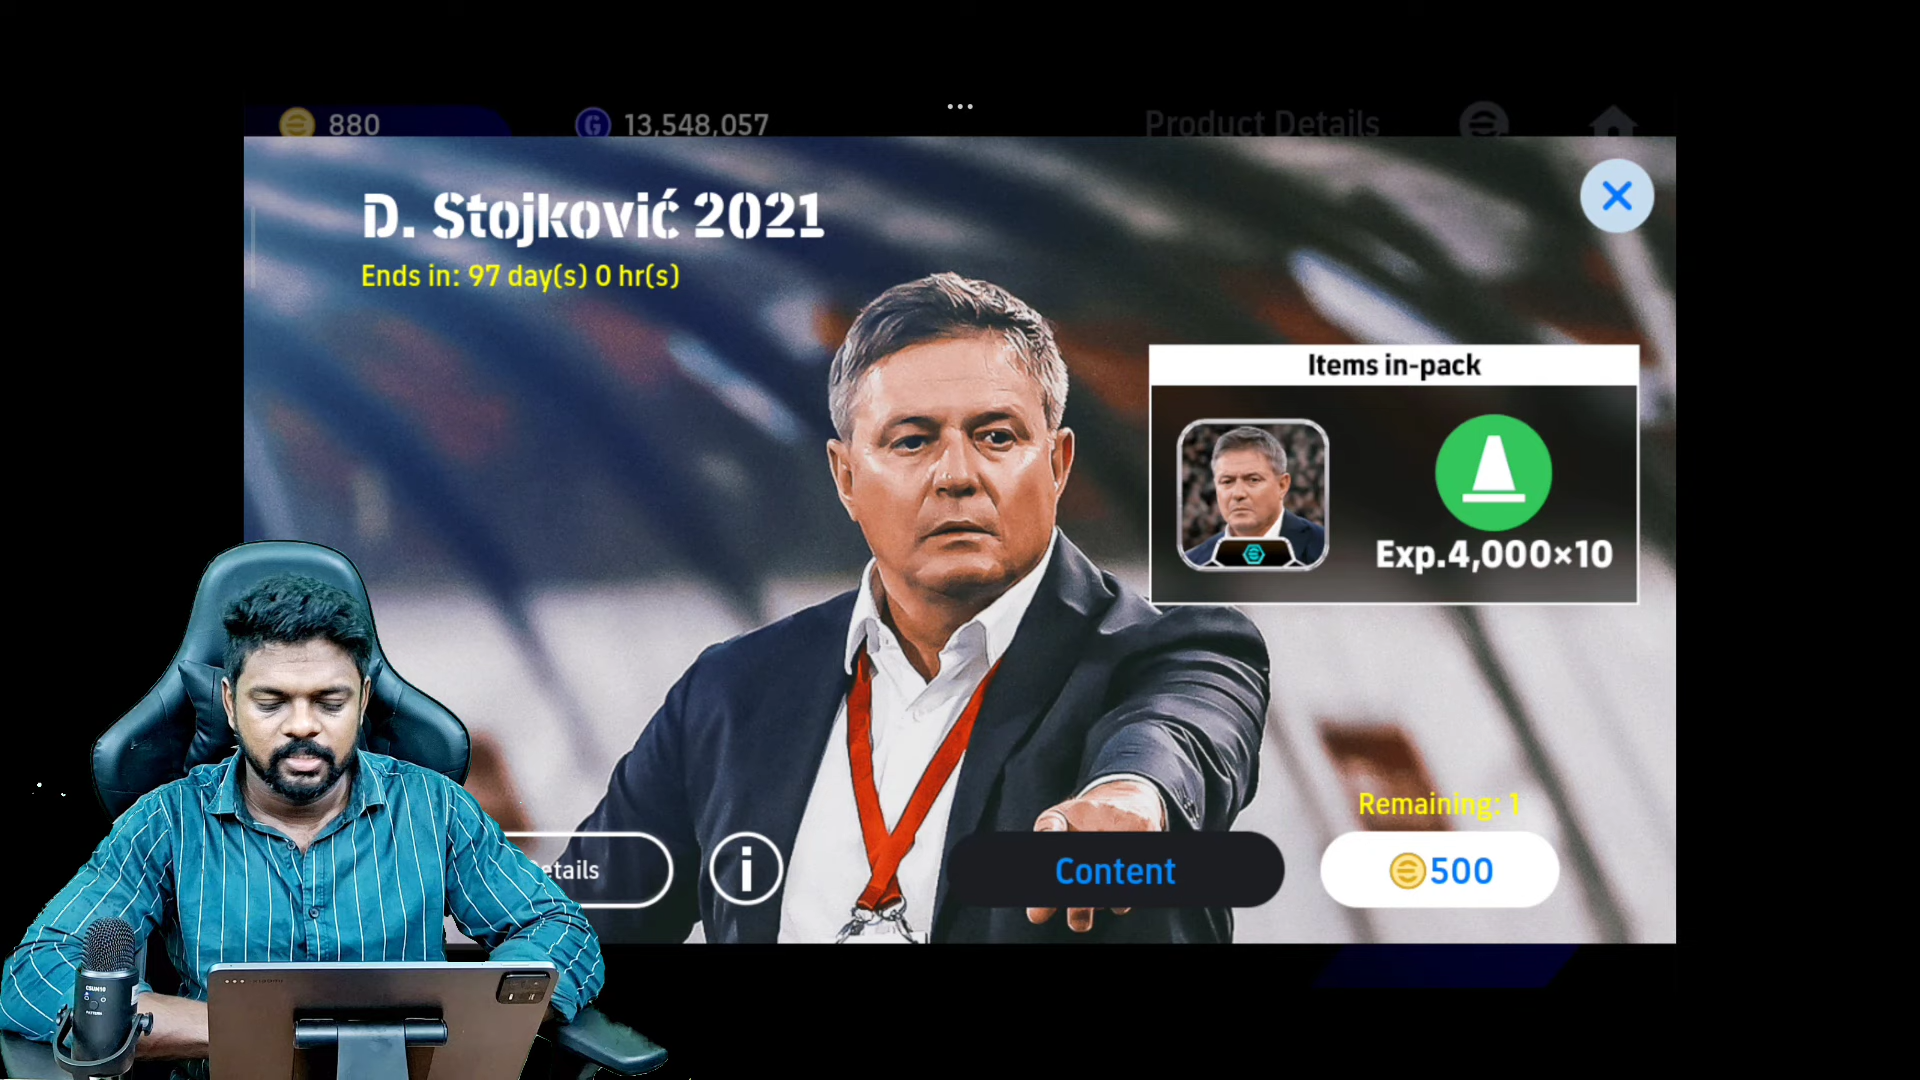 880
13,548,057
Product Details
D. Stojković 2021
Ends in: 97 day(s) 0 hr(s)
Items in-pack
Exp.4,000×10
Remaining: 1
etails
i
Content
500